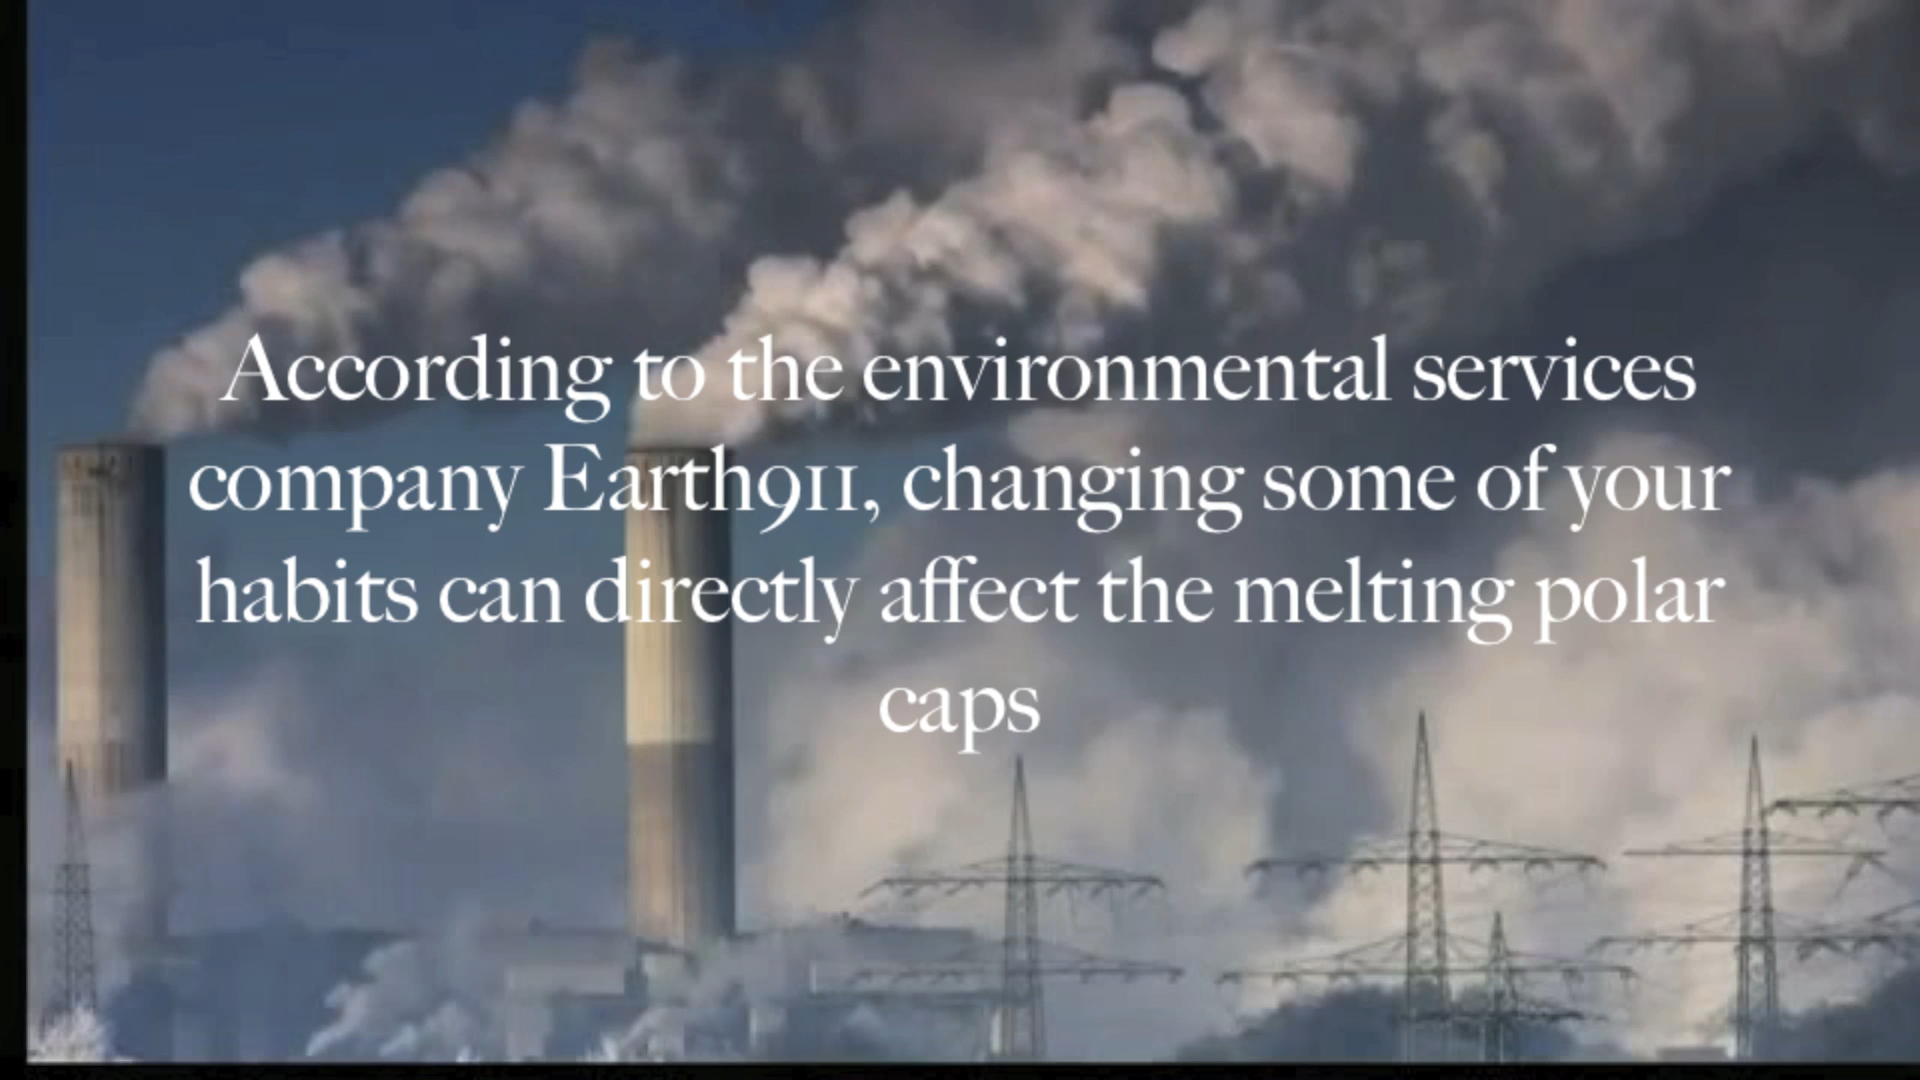 According to the environmental services
company Earth911, changing some of your
habits can directly affect the melting polar
caps